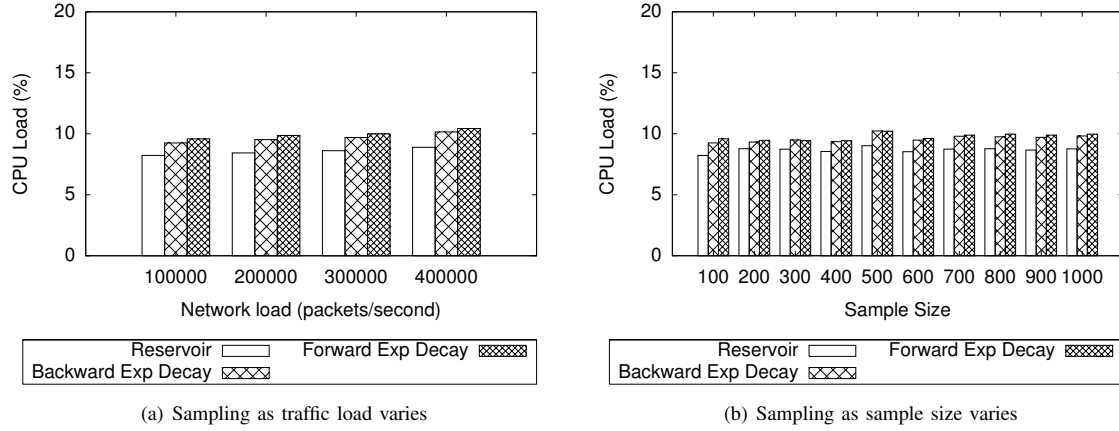 20
15
10
5
0
CPU Load (%)
100000 200000 300000 400000
Network load (packets/second)
Reservoir
Forward Exp Decay
Backward Exp Decay
(a) Sampling as traffic load varies
20
15
10
5
0
CPU Load (%)
100 200 300 400 500 600 700 800 900 1000
Sample Size
Reservoir
Forward Exp Decay
Backward Exp Decay
(b) Sampling as sample size varies